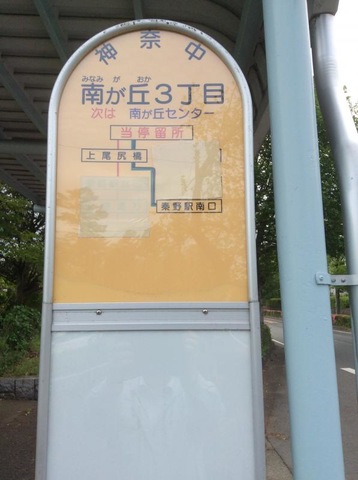 神奈中
みなみ が おか
南が丘3丁目
次は 南が丘センター
当停留所
上尾尻橋
秦野駅南口